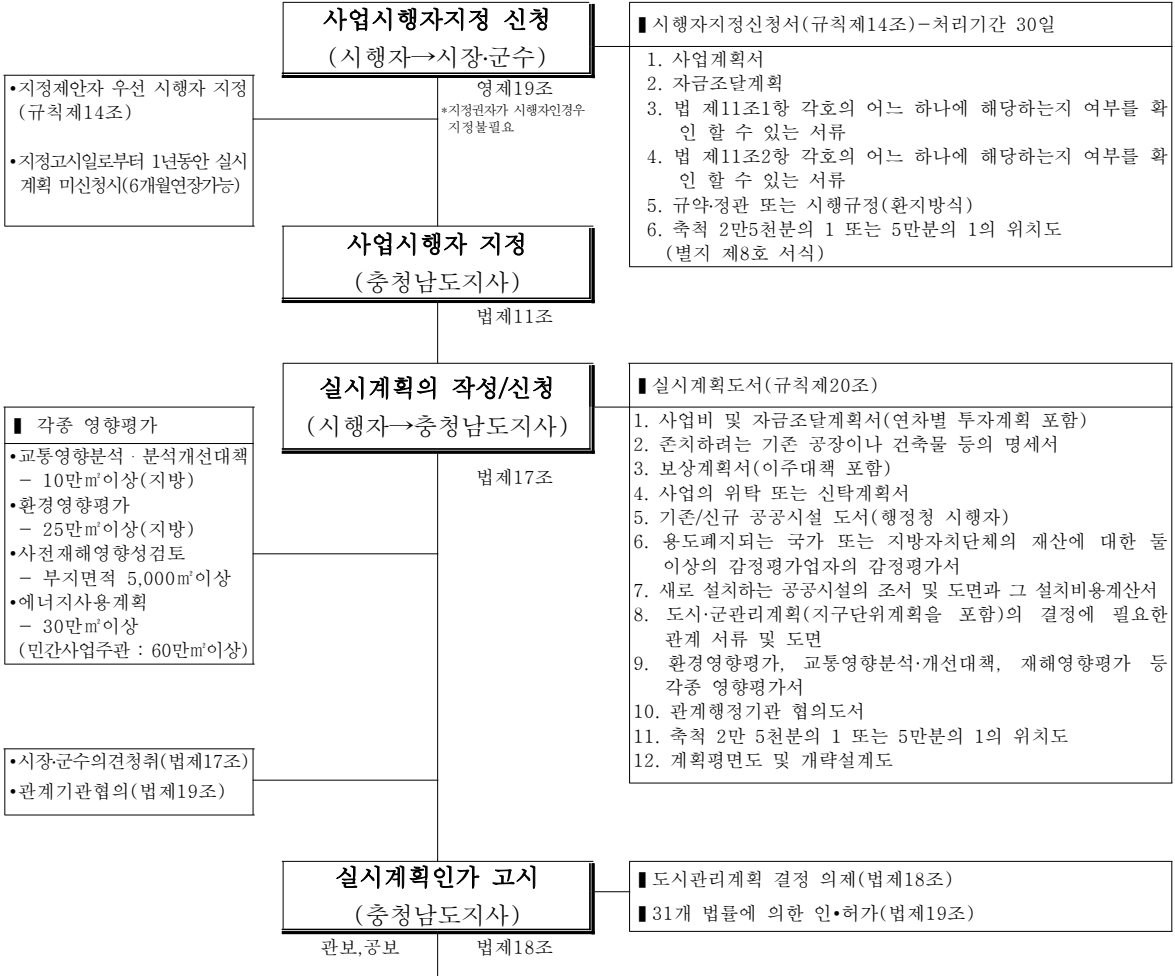 사업시행자지정 신청
(시행자→시장·군수)
영제19조
*지정권자가 시행자인경우
지정불필요
▮시행자지정신청서(규칙제14조)-처리기간 30일
1. 사업계획서
2. 자금조달계획
3. 법 제11조1항 각호의 어느 하나에 해당하는지 여부를 확
인 할 수 있는 서류
4. 법 제11조2항 각호의 어느 하나에 해당하는지 여부를 확
인 할 수 있는 서류
5. 규약·정관 또는 시행규정(환지방식)
6. 축척 2만5천분의 1 또는 5만분의 1의 위치도
(별지 제8호 서식)
•지정제안자 우선 시행자 지정
(규칙제14조)
•지정고시일로부터 1년동안 실시
계획 미신청시(6개월연장가능)
사업시행자 지정
(충청남도지사)
법제11조
실시계획의 작성/신청
(시행자→충청남도지사)
법제17조
▮실시계획도서(규칙제20조)
1. 사업비 및 자금조달계획서(연차별 투자계획 포함)
2. 존치하려는 기존 공장이나 건축물 등의 명세서
3. 보상계획서(이주대책 포함)
4. 사업의 위탁 또는 신탁계획서
5. 기존/신규 공공시설 도서(행정청 시행자)
6. 용도폐지되는 국가 또는 지방자치단체의 재산에 대한 둘
이상의 감정평가업자의 감정평가서
7. 새로 설치하는 공공시설의 조서 및 도면과 그 설치비용계산서
8. 도시·군관리계획(지구단위계획을 포함)의 결정에 필요한
관계 서류 및 도면
9. 환경영향평가, 교통영향분석·개선대책, 재해영향평가 등
각종 영향평가서
10. 관계행정기관 협의도서
11. 축척 2만 5천분의 1 또는 5만분의 1의 위치도
12. 계획평면도 및 개략설계도
▮ 각종 영향평가
•교통영향분석·분석개선대책
- 10만㎡이상(지방)
•환경영향평가
- 25만㎡이상(지방)
•사전재해영향성검토
- 부지면적 5,000㎡이상
•에너지사용계획
- 30만㎡이상
(민간사업주관 : 60만㎡이상)
•시장·군수의견청취(법제17조)
•관계기관협의(법제19조)
실시계획인가 고시
(충청남도지사)
관보,공보 법제18조
▮도시관리계획 결정 의제(법제18조)
▮31개 법률에 의한 인•허가(법제19조)